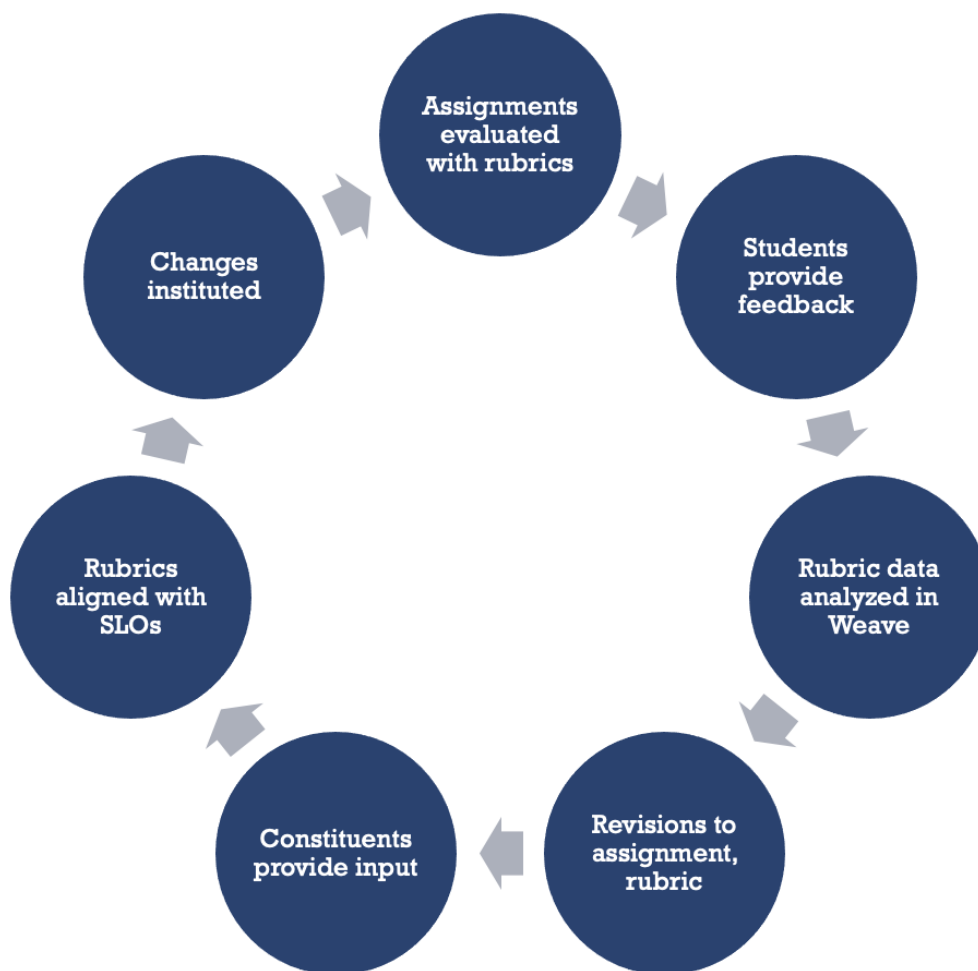 Assignments
evaluated
with rubrics
Students
provide
feedback
Rubric data
analyzed in
Weave
Revisions to
assignment,
rubric
Constituents
provide input
Rubrics
aligned with
SLOs
Changes
instituted